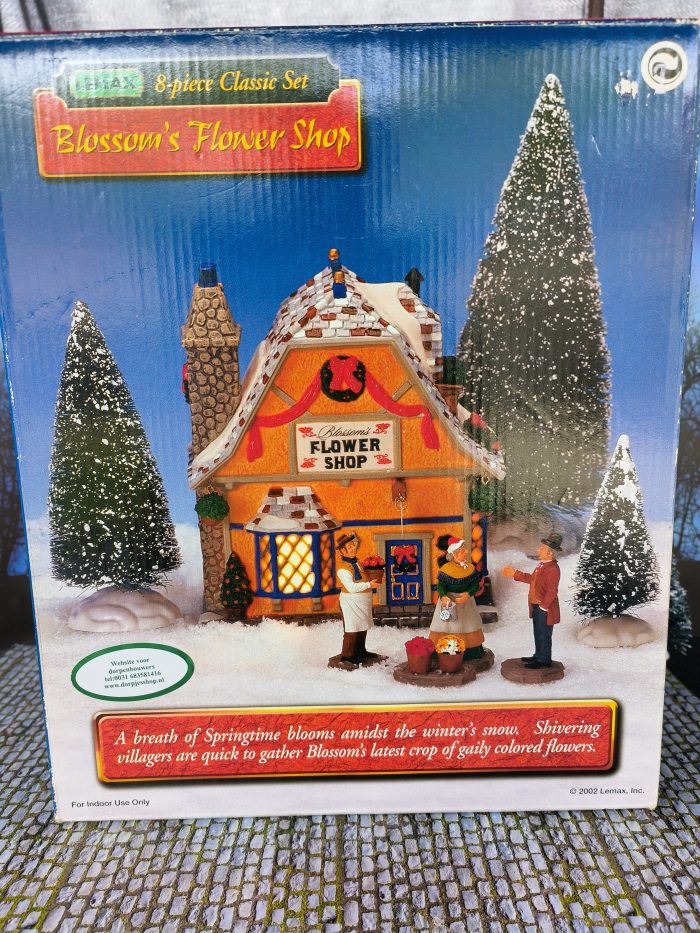 LEMAX 8-piece Classic Set
Blossom's Flower Shop
Blossom's
FLOWER
SHOP
Website voor
dorpenbouwers
tel:0031 683581416
www.dorpjesshop.nl
A breath of Springtime blooms amidst the winter's snow. Shivering
villagers are quick to gather Blossom's latest crop of gaily colored flowers.
For Indoor Use Only
© 2002 Lemax, Inc.